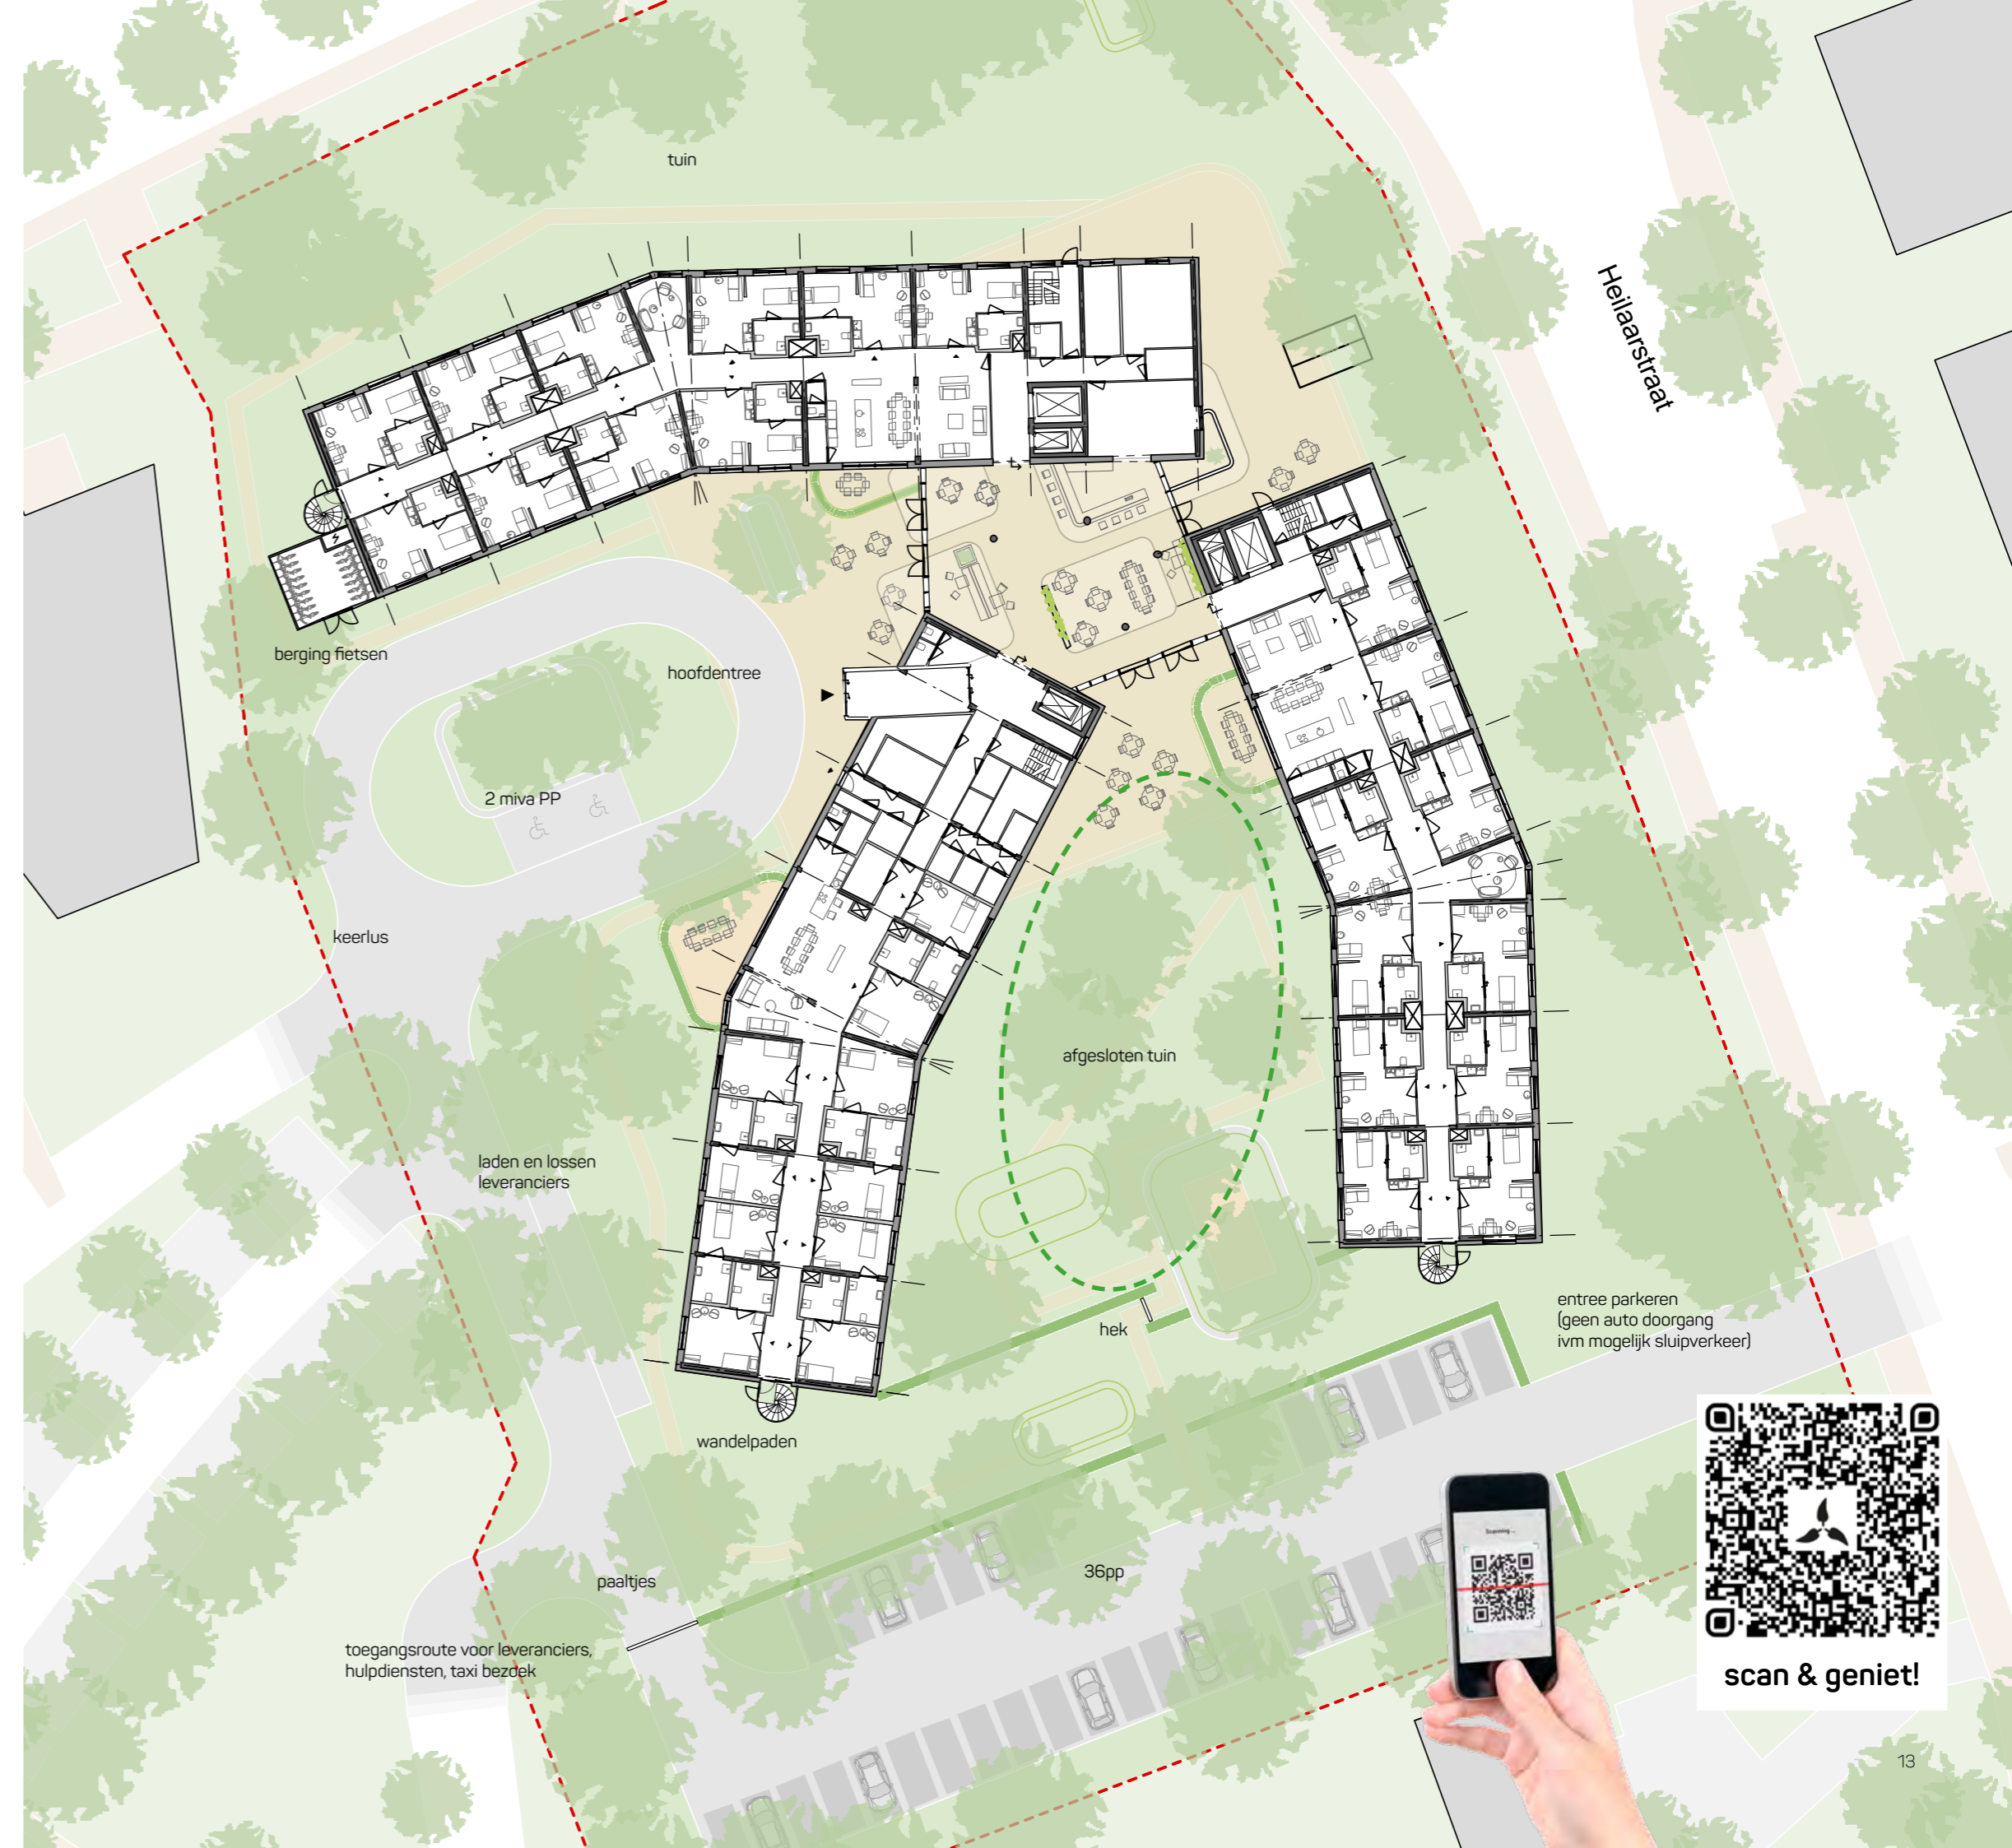 tuin
Heilaarstraat
berging fietsen
hoofdentree
2 miva PP
keerlus
afgesloten tuin
laden en lossen
leveranciers
hek
entree parkeren
(geen auto doorgang
ivm mogelijk sluipverkeer)
wandelpaden
36pp
paaltjes
toegangsroute voor leveranciers,
hulpdiensten, taxi bezoek
Scanning ...
scan & geniet!
13